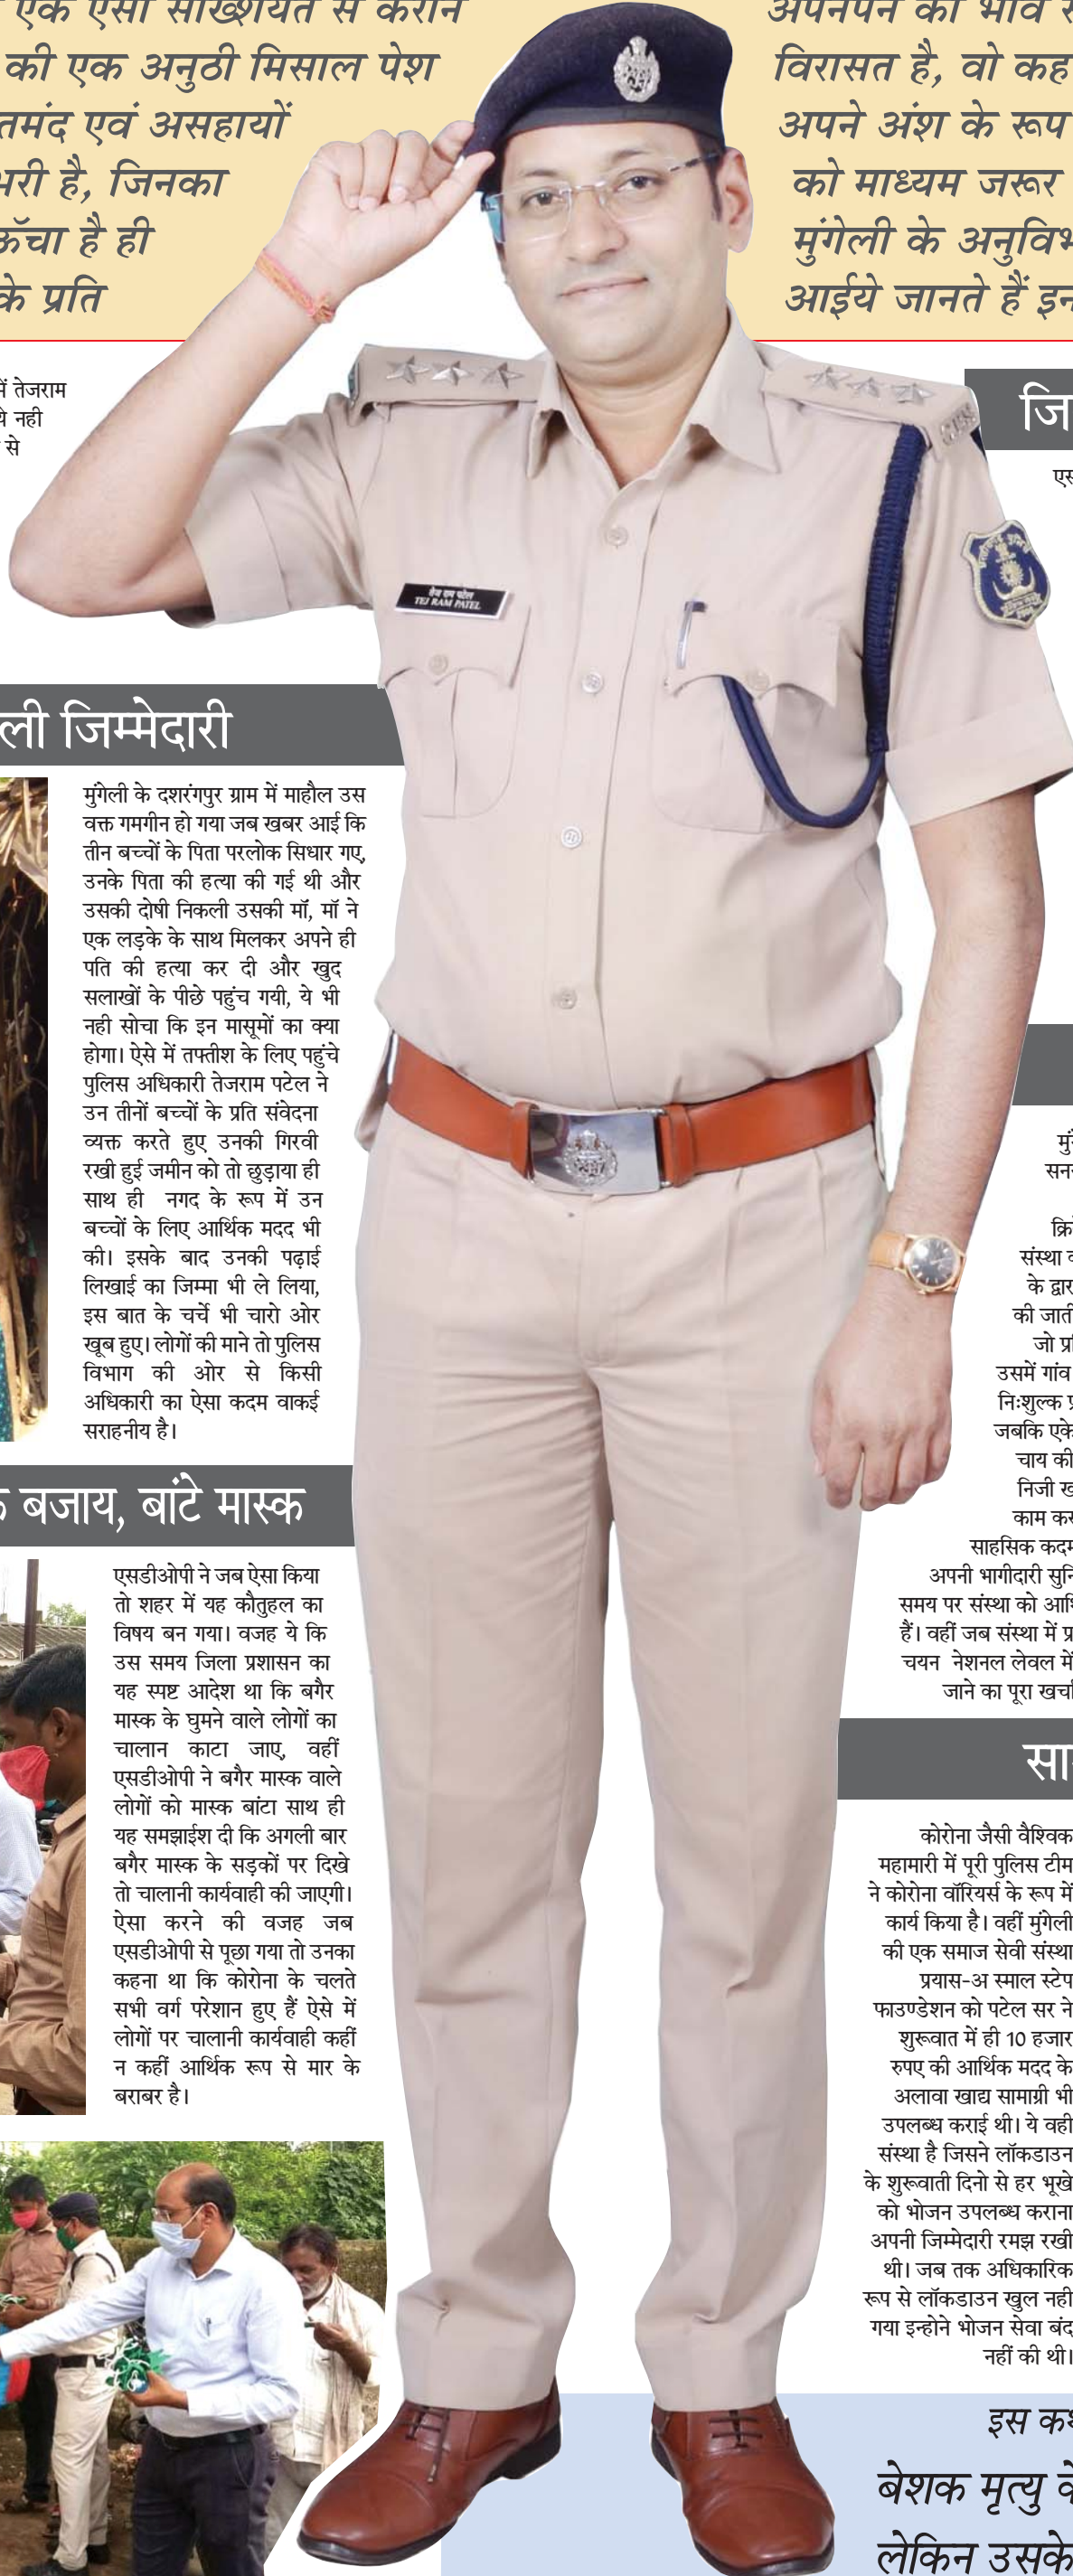 एक ऐसी सख्शियत से करान
की एक अनुठी मिसाल पेश
तमंद एवं असहायों
भरी है, जिनका
ऊँचा है ही
के प्रति
अपनेपन का भाव
विरासत है, वो कह
अपने अंश के रूप
को माध्यम जरूर
मुंगेली के अनुविभ
आईये जानते हैं इन
में तेजराम
ये नही
से
तेज राम पटेल
TEJ RAM PATEL
ली जिम्मेदारी
मुंगेली के दशरंगपुर ग्राम में माहौल उस
वक्त गमगीन हो गया जब खबर आई कि
तीन बच्चों के पिता परलोक सिधार गए,
उनके पिता की हत्या की गई थी और
उसकी दोषी निकली उसकी मॉं, मॉ ने
एक लड़के के साथ मिलकर अपने ही
पति की हत्या कर दी और खुद
सलाखों के पीछे पहुंच गयी, ये भी
नही सोचा कि इन मासूमों का क्या
होगा। ऐसे में तफ्तीश के लिए पहुंचे
पुलिस अधिकारी तेजराम पटेल ने
उन तीनों बच्चों के प्रति संवेदना
व्यक्त करते हुए उनकी गिरवी
रखी हुई जमीन को तो छुड़ाया ही
साथ ही नगद के रूप में उन
बच्चों के लिए आर्थिक मदद भी
की। इसके बाद उनकी पढ़ाई
लिखाई का जिम्मा भी ले लिया,
इस बात के चर्चे भी चारो ओर
खूब हुए। लोगों की माने तो पुलिस
विभाग की ओर से किसी
अधिकारी का ऐसा कदम वाकई
सराहनीय है।
बजाय, बांटे मास्क
एसडीओपी ने जब ऐसा किया
तो शहर में यह कौतुहल का
विषय बन गया। वजह ये कि
उस समय जिला प्रशासन का
यह स्पष्ट आदेश था कि बगैर
मास्क के घुमने वाले लोगों का
चालान काटा जाए, वहीं
एसडीओपी ने बगैर मास्क वाले
लोगों को मास्क बांटा साथ ही
यह समझाईश दी कि अगली बार
बगैर मास्क के सड़कों पर दिखे
तो चालानी कार्यवाही की जाएगी।
ऐसा करने की वजह जब
एसडीओपी से पूछा गया तो उनका
कहना था कि कोरोना के चलते
सभी वर्ग परेशान हुए हैं ऐसे में
लोगों पर चालानी कार्यवाही कहीं
न कहीं आर्थिक रूप से मार के
बराबर है।
जि
एस
मुं
सन
क्रि
संस्था
के द्वार
की जाती
जो प्र
उसमें गांव
निःशुल्क
जबकि एके
चाय की
निजी ख
काम कर
साहसिक कदम
अपनी भागीदारी सुनि
समय पर संस्था को आर्थि
हैं। वहीं जब संस्था में प्र
चयन नेशनल लेवल में
जाने का पूरा खर्चा
सा
कोरोना जैसी वैश्विक
महामारी में पूरी पुलिस टीम
ने कोरोना वॉरियर्स के रूप में
कार्य किया है। वहीं मुंगेली
की एक समाज सेवी संस्था
प्रयास-अ स्माल स्टेप
फाउण्डेशन को पटेल सर ने
शुरूवात में ही 10 हजार
रुपए की आर्थिक मदद के
अलावा खाद्य सामाग्री भी
उपलब्ध कराई थी। ये वही
संस्था है जिसने लॉकडाउन
के शुरूवाती दिनो से हर भूखे
को भोजन उपलब्ध कराना
अपनी जिम्मेदारी रमझ रखी
थी। जब तक अधिकारिक
रूप से लॉकडाउन खुल नही
गया इन्होने भोजन सेवा बंद
नहीं की थी।
इस कथ
बेशक मृत्यु के
लेकिन उसके